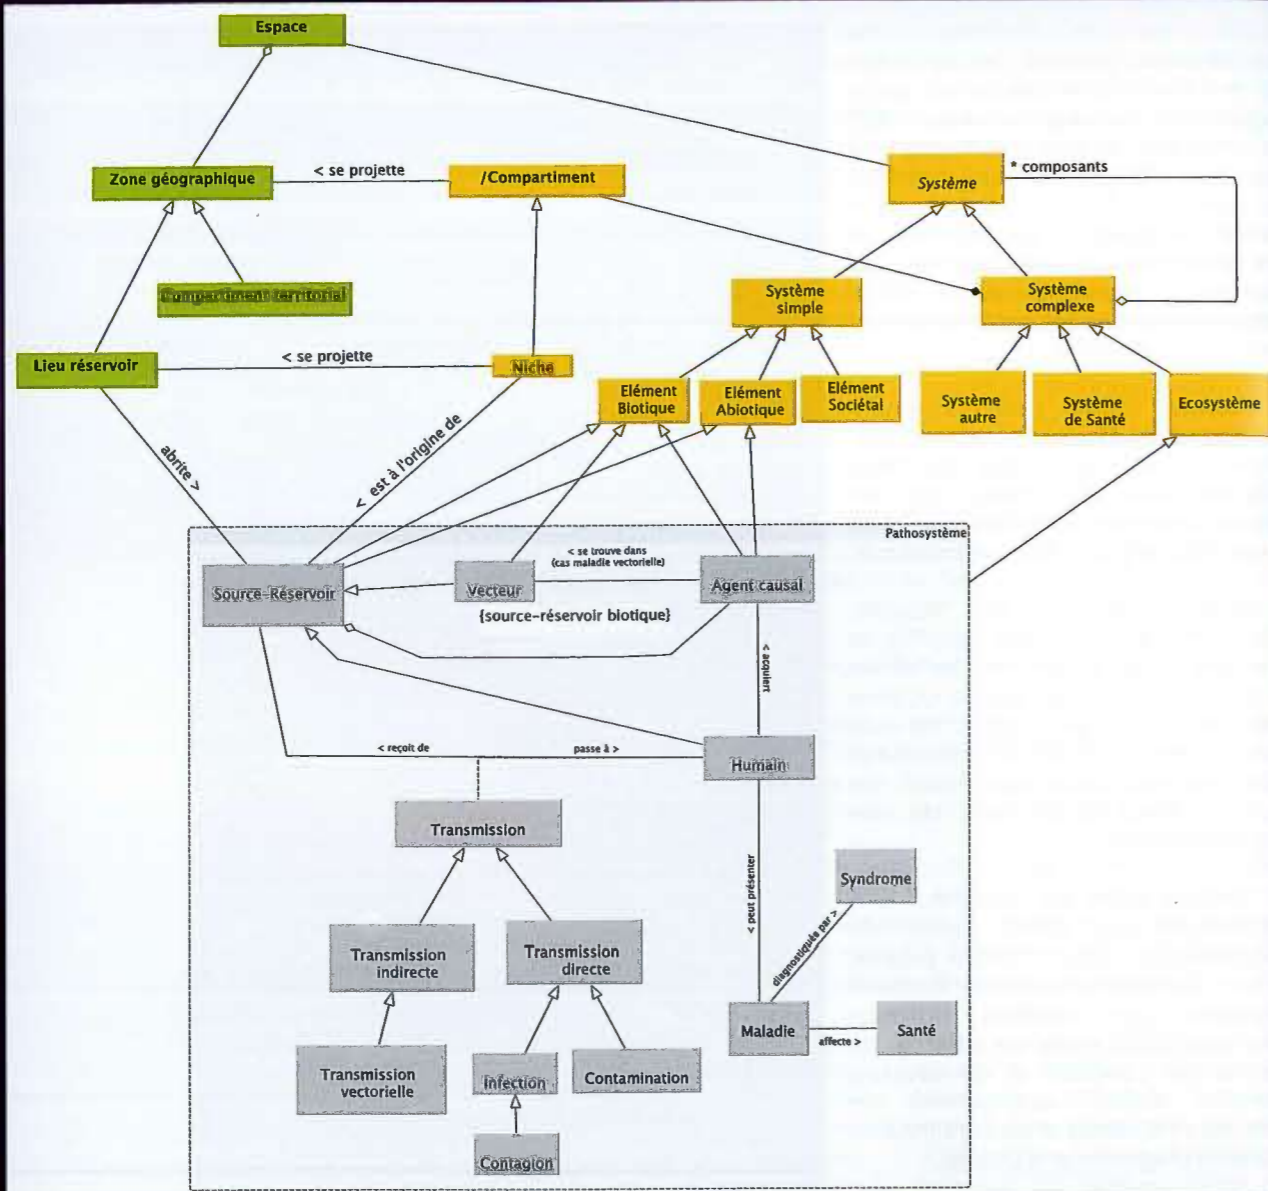 Espace
Zone géographique
< se projette
/Compartiment
Système
* composants
Compartiment territorial
Système
simple
Système
complexe
Lieu réservoir
< se projette
Niche
Elément
Biotique
Elément
Abiotique
Elément
Sociétal
Système
autre
Système
de Santé
Ecosystème
abrite >
< est à l'origine de
Pathosystème
Source-Réservoir
Vecteur
< se trouve dans
(cas maladie vectorielle)
Agent causal
{source-réservoir biotique}
< acquiert
< reçoit de
passe à >
Humain
Transmission
< peut présenter
Syndrome
diagnostiqués par >
Transmission
indirecte
Transmission
directe
Maladie
affecte >
Santé
Transmission
vectorielle
Infection
Contamination
Contagion